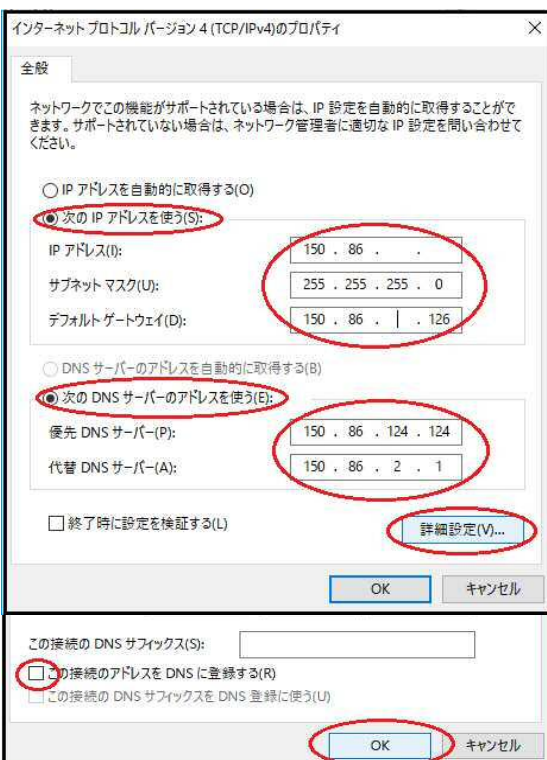 インターネット プロトコル バージョン 4 (TCP/IPv4)のプロパティ
全般
ネットワークでこの機能がサポートされている場合は、IP 設定を自動的に取得することがで
きます。サポートされていない場合は、ネットワーク管理者に適切な IP 設定を問い合わせて
ください。
IP アドレスを自動的に取得する(O)
次の IP アドレスを使う(S):
IP アドレス(I): 150 . 86 . .
サブネット マスク(U): 255 . 255 . 255 . 0
デフォルト ゲートウェイ(D): 150 . 86 . . 126
DNS サーバーのアドレスを自動的に取得する(B)
次の DNS サーバーのアドレスを使う(E):
優先 DNS サーバー(P): 150 . 86 . 124 . 124
代替 DNS サーバー(A): 150 . 86 . 2 . 1
終了時に設定を検証する(L)
詳細設定(V)...
OK キャンセル
この接続の DNS サフィックス(S):
この接続のアドレスを DNS に登録する(R)
この接続の DNS サフィックスを DNS 登録に使う(U)
OK キャンセル